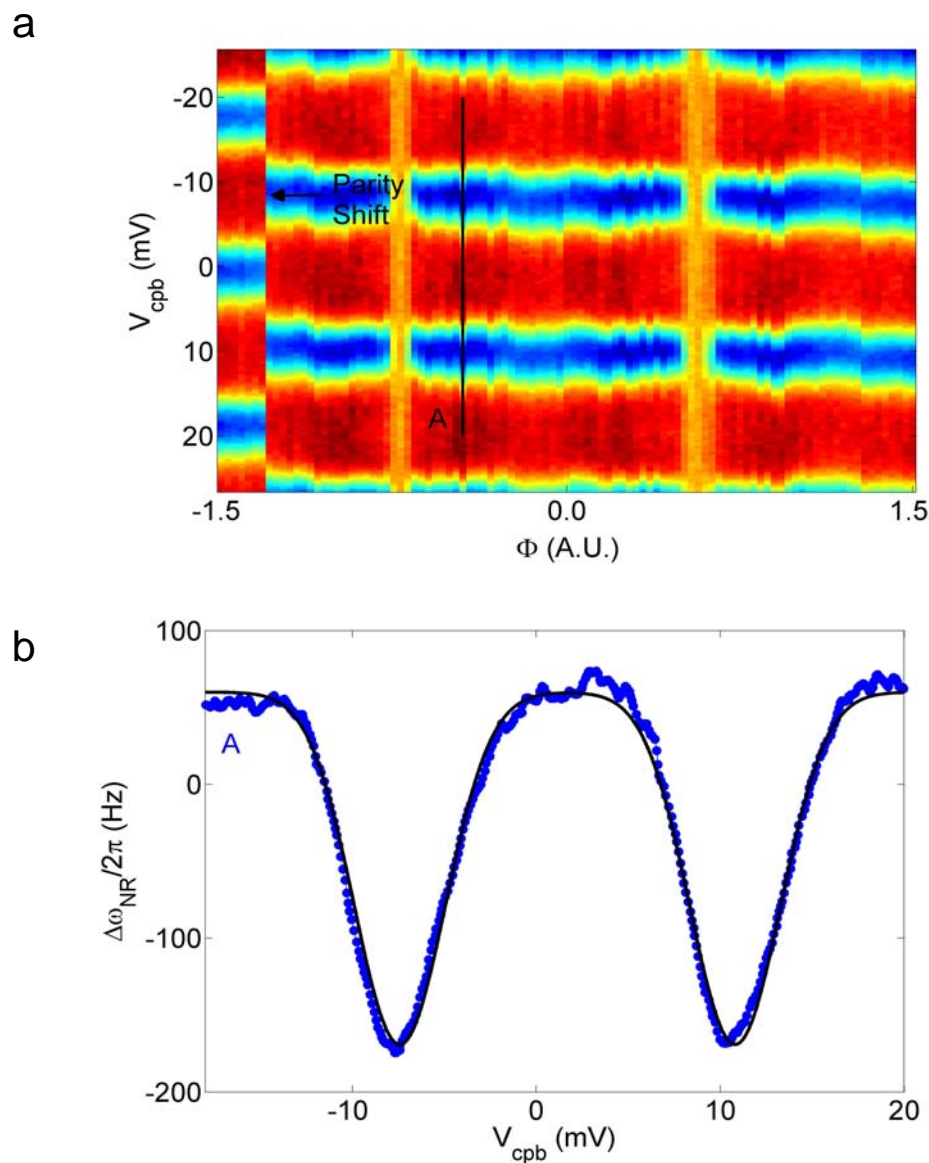 a
-20
-10
0
10
20
V_cpb (mV)
Parity
Shift
A
-1.5
0.0
1.5
Φ (A.U.)
b
100
0
-100
-200
Δω_NR/2π (Hz)
A
-10
0
10
20
V_cpb (mV)